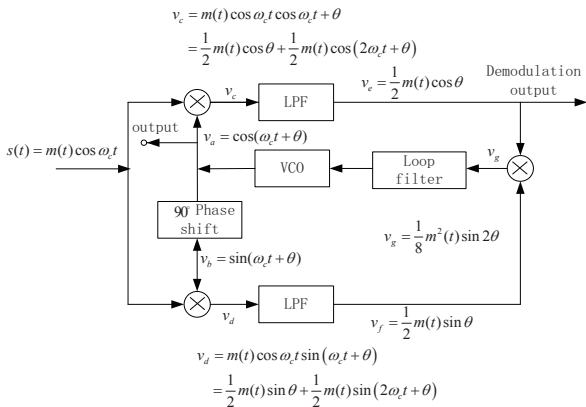 v_c = m(t) cos ω_c t cos ω_c t + θ
= 1/2 m(t) cos θ + 1/2 m(t) cos (2ω_c t + θ)
v_e = 1/2 m(t) cos θ
Demodulation
output
v_c
LPF
output
v_a = cos(ω_c t + θ)
s(t) = m(t) cos ω_c t
VCO
Loop
filter
v_g
90° Phase
shift
v_g = 1/8 m²(t) sin 2θ
v_b = sin(ω_c t + θ)
v_d
LPF
v_f = 1/2 m(t) sin θ
v_d = m(t) cos ω_c t sin (ω_c t + θ)
= 1/2 m(t) sin θ + 1/2 m(t) sin (2ω_c t + θ)